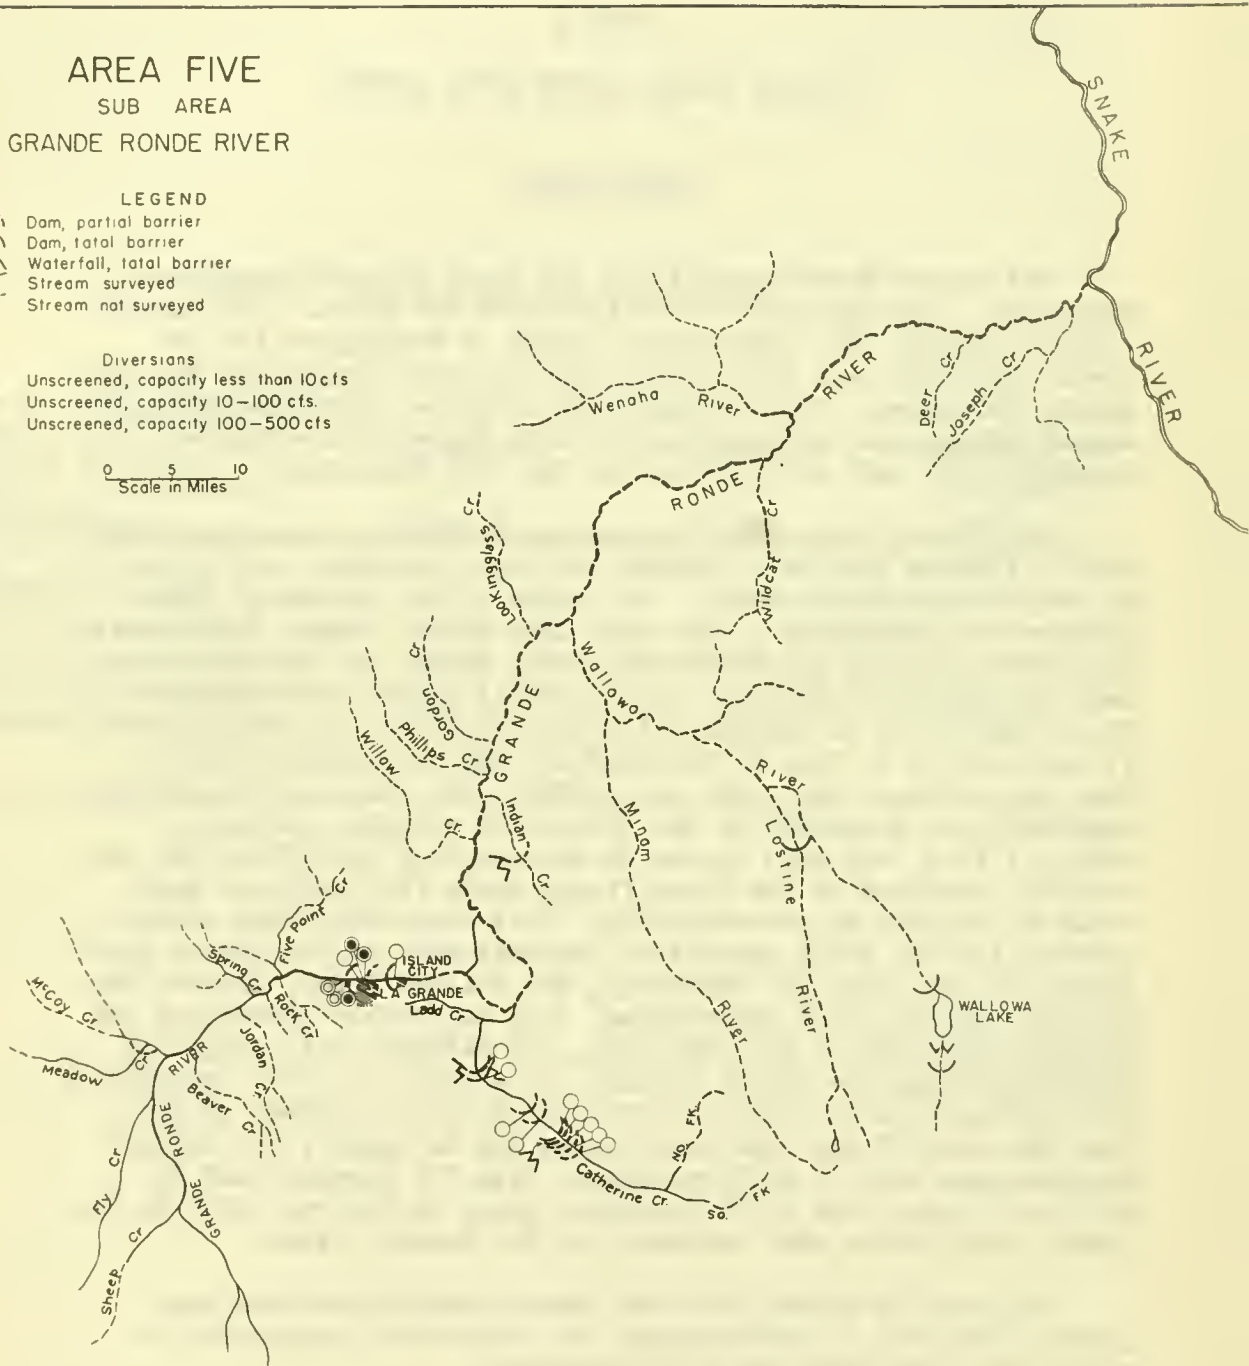 AREA FIVE
SUB AREA
GRANDE RONDE RIVER
LEGEND
Dam, partial barrier
Dam, total barrier
Waterfall, total barrier
Stream surveyed
Stream not surveyed
Diversions
Unscreened, capacity less than 10cfs
Unscreened, capacity 10–100 cfs.
Unscreened, capacity 100–500 cfs
0 5 10
Scale in Miles
SNAKE
RIVER
Wenaha River
RIVER
Deer Cr
Joseph Cr
RONDE
Wildcat Cr
Lookingglass Cr
Wallowa
River
Gordon Cr
Phillips Cr
Willow Cr.
GRANDE
Indian Cr
Minam
River
Lostine
River
Five Point Cr
Spring Cr
ISLAND
CITY
LA GRANDE
Ladd Cr
Rock Cr
McCoy Cr
Meadow Cr
RIVER
Jordan Cr
Beaver Cr
WALLOWA
LAKE
RONDE
GRANDE
Fly Cr
Sheep Cr
Catherine Cr.
NO. FK.
SO. FK